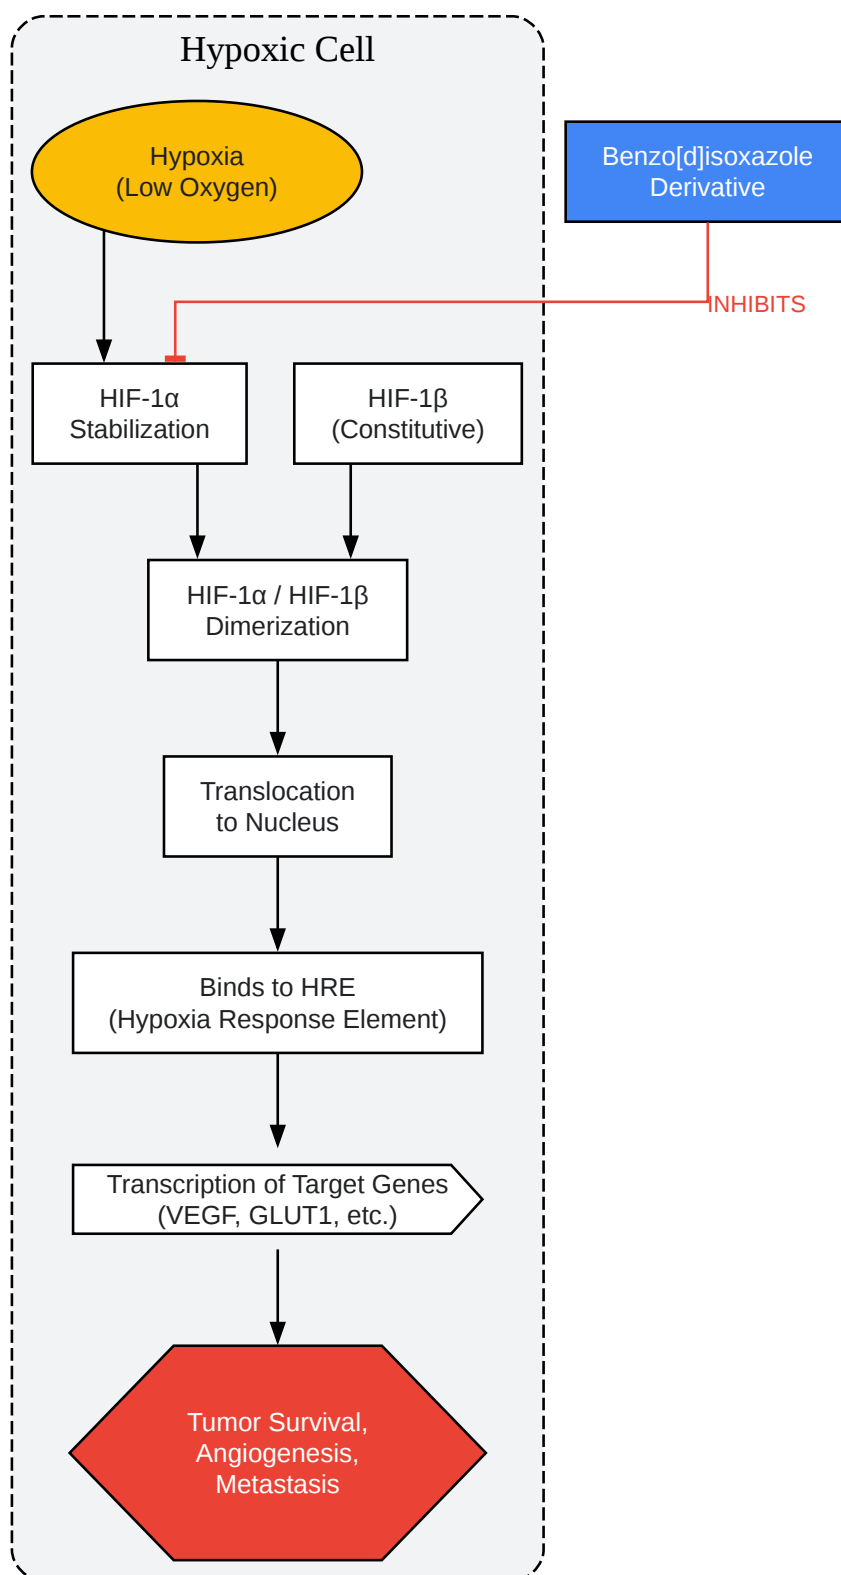 Hypoxic Cell
Hypoxia
(Low Oxygen)
Benzo[d]isoxazole
Derivative
INHIBITS
HIF-1α
Stabilization
HIF-1β
(Constitutive)
HIF-1α / HIF-1β
Dimerization
Translocation
to Nucleus
Binds to HRE
(Hypoxia Response Element)
Transcription of Target Genes
(VEGF, GLUT1, etc.)
Tumor Survival,
Angiogenesis,
Metastasis